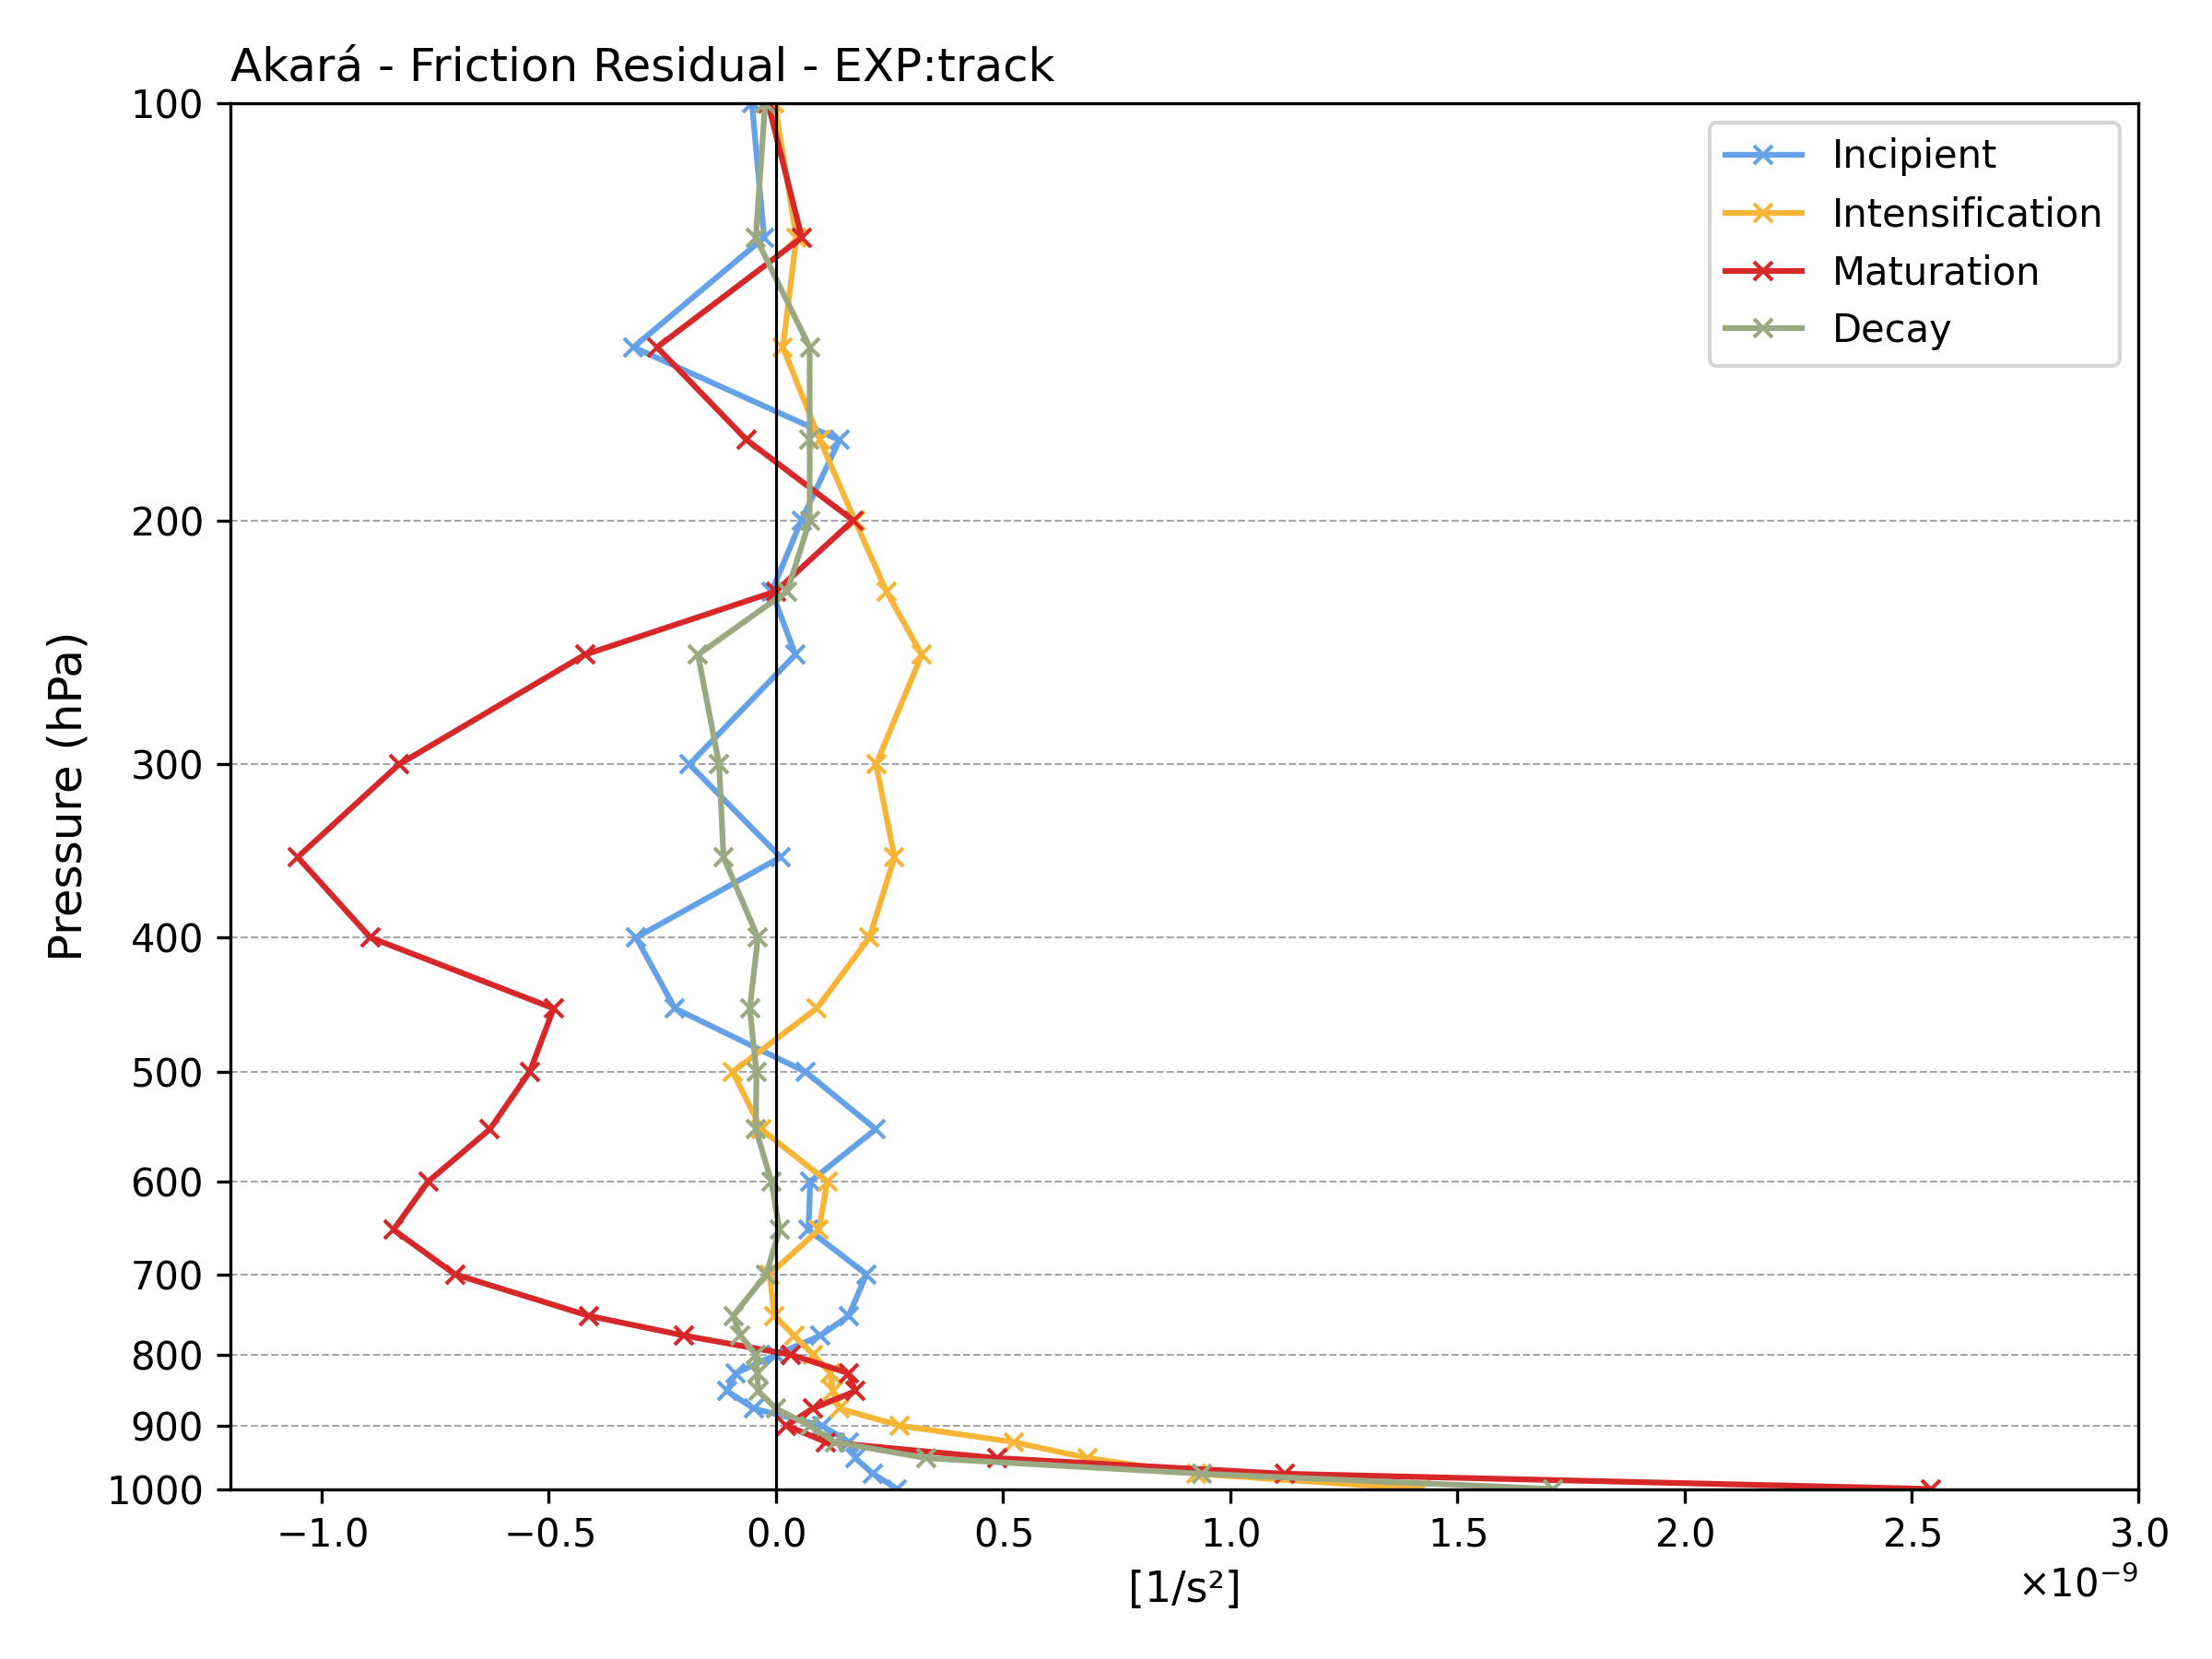 Akará - Friction Residual - EXP:track
100
200
300
400
500
600
700
800
900
1000
Pressure (hPa)
Incipient
Intensification
Maturation
Decay
−1.0 −0.5 0.0 0.5 1.0 1.5 2.0 2.5 3.0
×10⁻⁹
[1/s²]